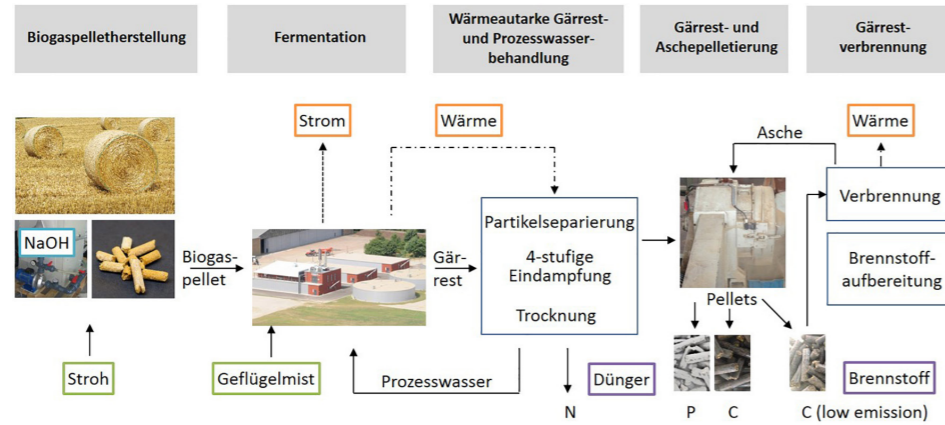 Biogaspelletherstellung
Fermentation
Wärmeautarke Gärrest-
und Prozesswasser-
behandlung
Gärrest- und
Aschepelletierung
Gärrest-
verbrennung
Strom
Wärme
Asche
Wärme
NaOH
Biogas-
pellet
Gär-
rest
Partikelseparierung
4-stufige
Eindampfung
Trocknung
Verbrennung
Brennstoff-
aufbereitung
Pellets
Stroh
Geflügelmist
Prozesswasser
Dünger
Brennstoff
N
P
C
C (low emission)